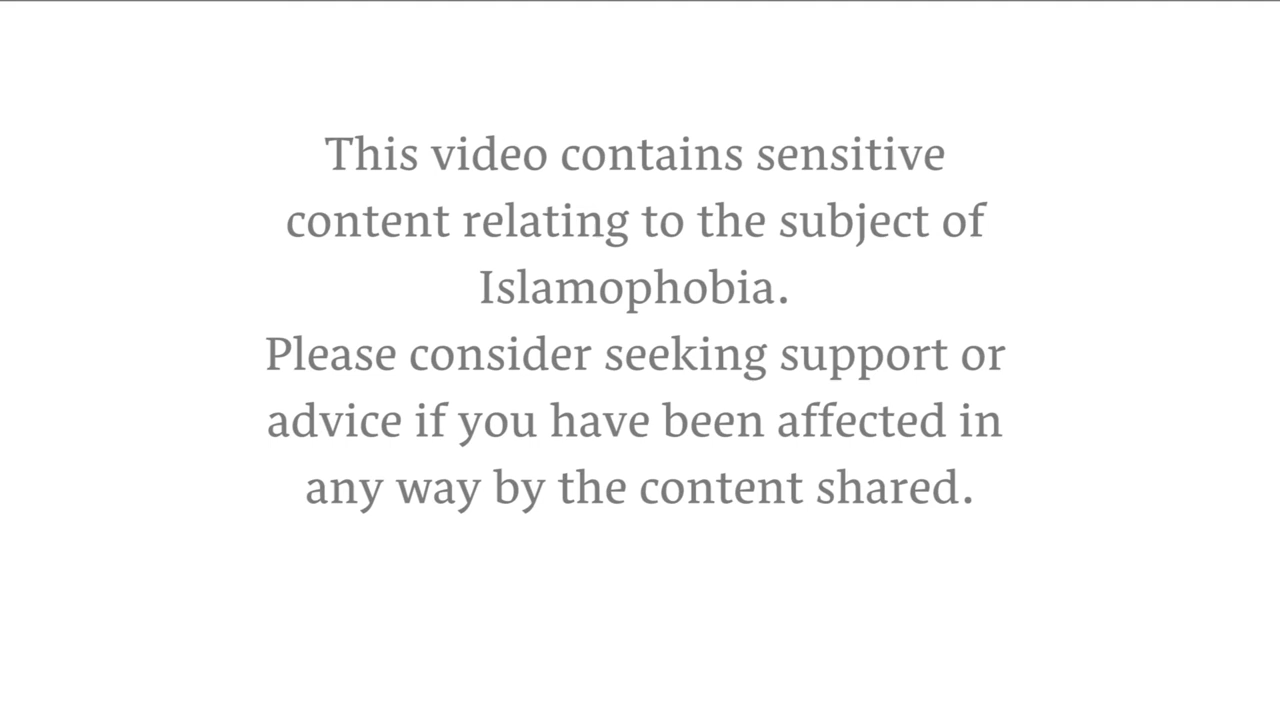 This video contains sensitive
content relating to the subject of
Islamophobia.
Please consider seeking support or
advice if you have been affected in
any way by the content shared.